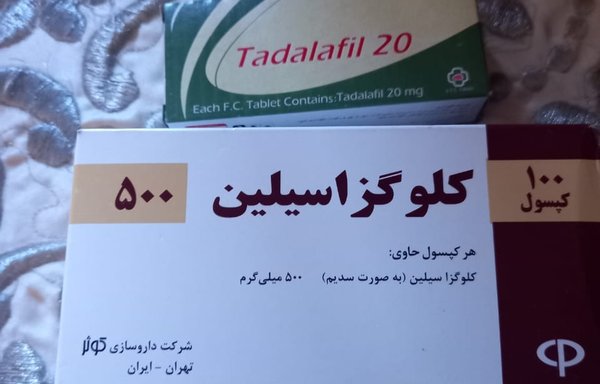 Tadalafil 20
Each F.C. Tablet Contains:Tadalafil 20 mg
۱۰۰
کپسول
کلوگزاسیلین
۵۰۰
هر کپسول حاوی:
کلوگزا سیلین (به صورت سدیم) ۵۰۰ میلی‌گرم
شرکت داروسازی کوثر
تهران - ایران